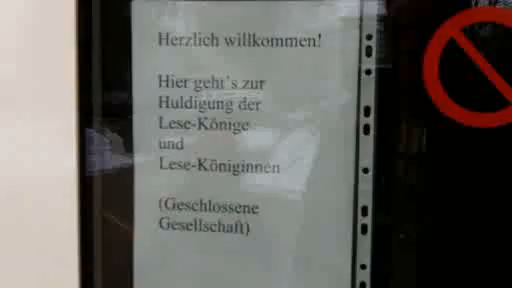 Herzlich willkommen!
Hier geht's zur
Huldigung der
Lese-Könige
und
Lese-Königinnen
(Geschlossene
Gesellschaft)